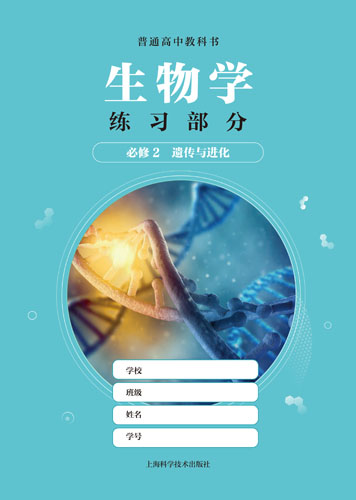 普通高中教科书
生物学
练习部分
必修2 遗传与进化
学校
班级
姓名
学号
上海科学技术出版社